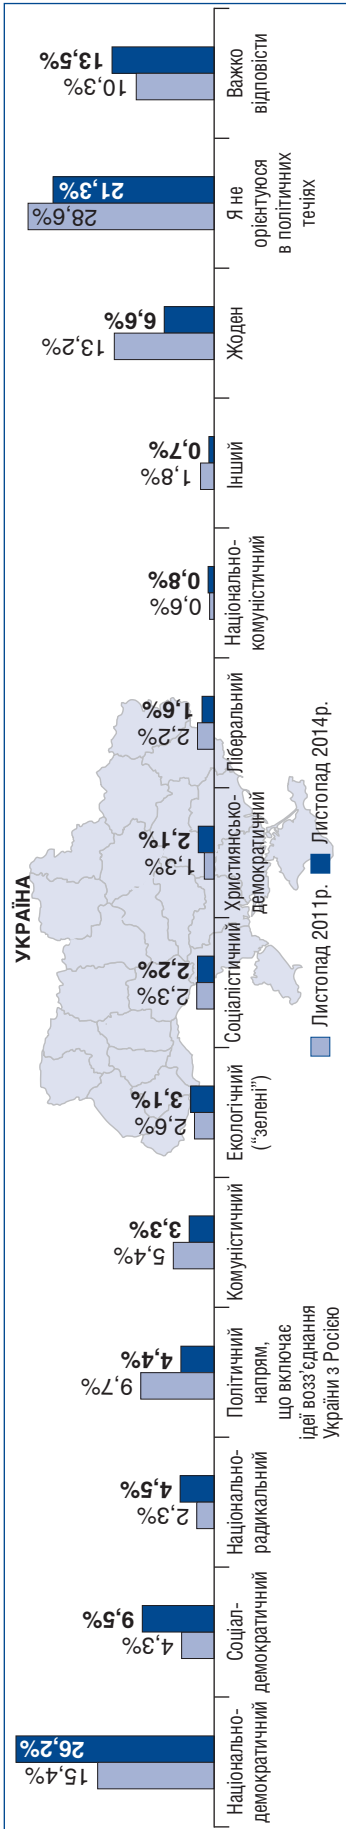 УКРАЇНА
15,4%
26,2%
Національно-
демократичний
4,3%
9,5%
Соціал-
демократичний
2,3%
4,5%
Національно-
радикальний
9,7%
4,4%
Політичний
напрям,
що включає
ідеї возз’єднання
України з Росією
5,4%
3,3%
Комуністичний
2,6%
3,1%
Екологічний
(“зелені”)
2,3%
2,2%
Соціалістичний
1,3%
2,1%
Християнсько-
демократичний
2,2%
1,6%
Ліберальний
0,6%
0,8%
Національно-
комуністичний
1,8%
0,7%
Інший
13,2%
6,6%
Жоден
28,6%
21,3%
Я не
орієнтуюся
в політичних
течіях
10,3%
13,5%
Важко
відповісти
Листопад 2011р.
Листопад 2014р.